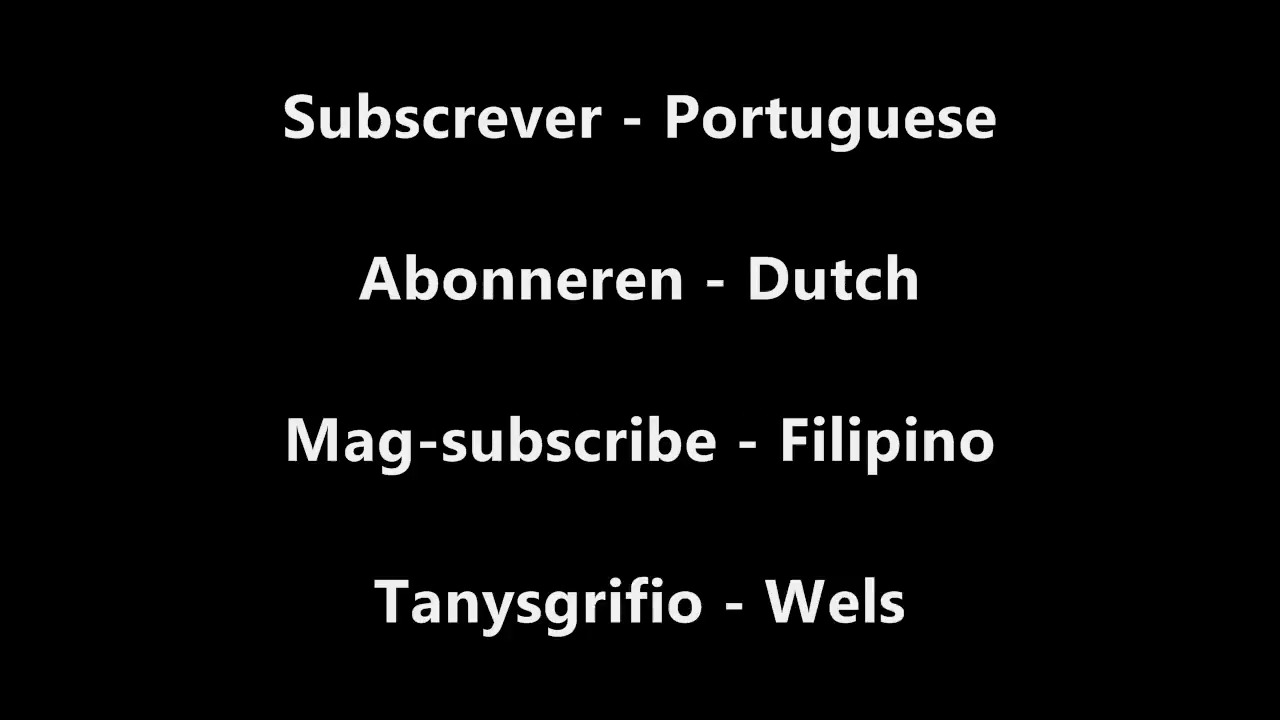 Subscrever - Portuguese
Abonneren - Dutch
Mag-subscribe - Filipino
Tanysgrifio - Wels